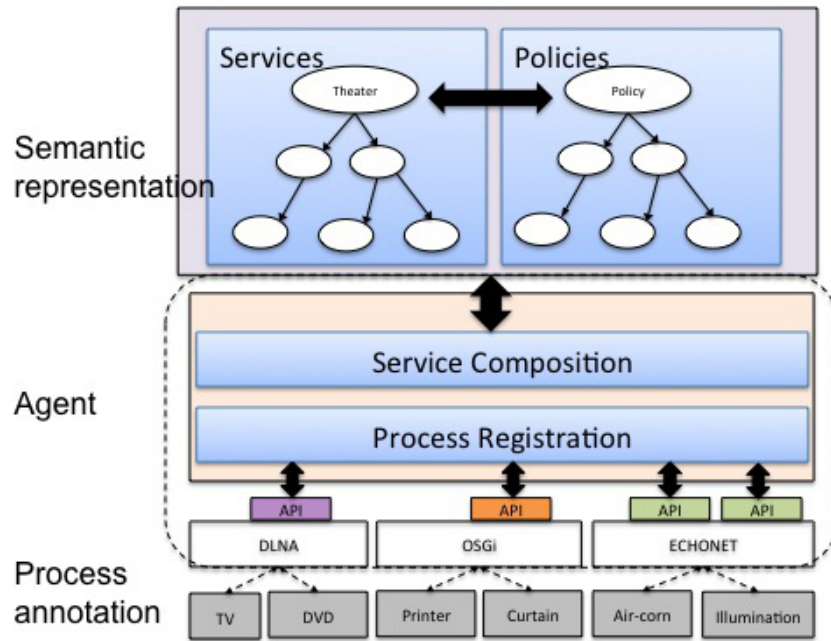 Services
Policies
Theater
Policy
Semantic
representation
Service Composition
Agent
Process Registration
API
API
API
API
DLNA
OSGi
ECHONET
Process
annotation
TV
DVD
Printer
Curtain
Air-corn
Illumination